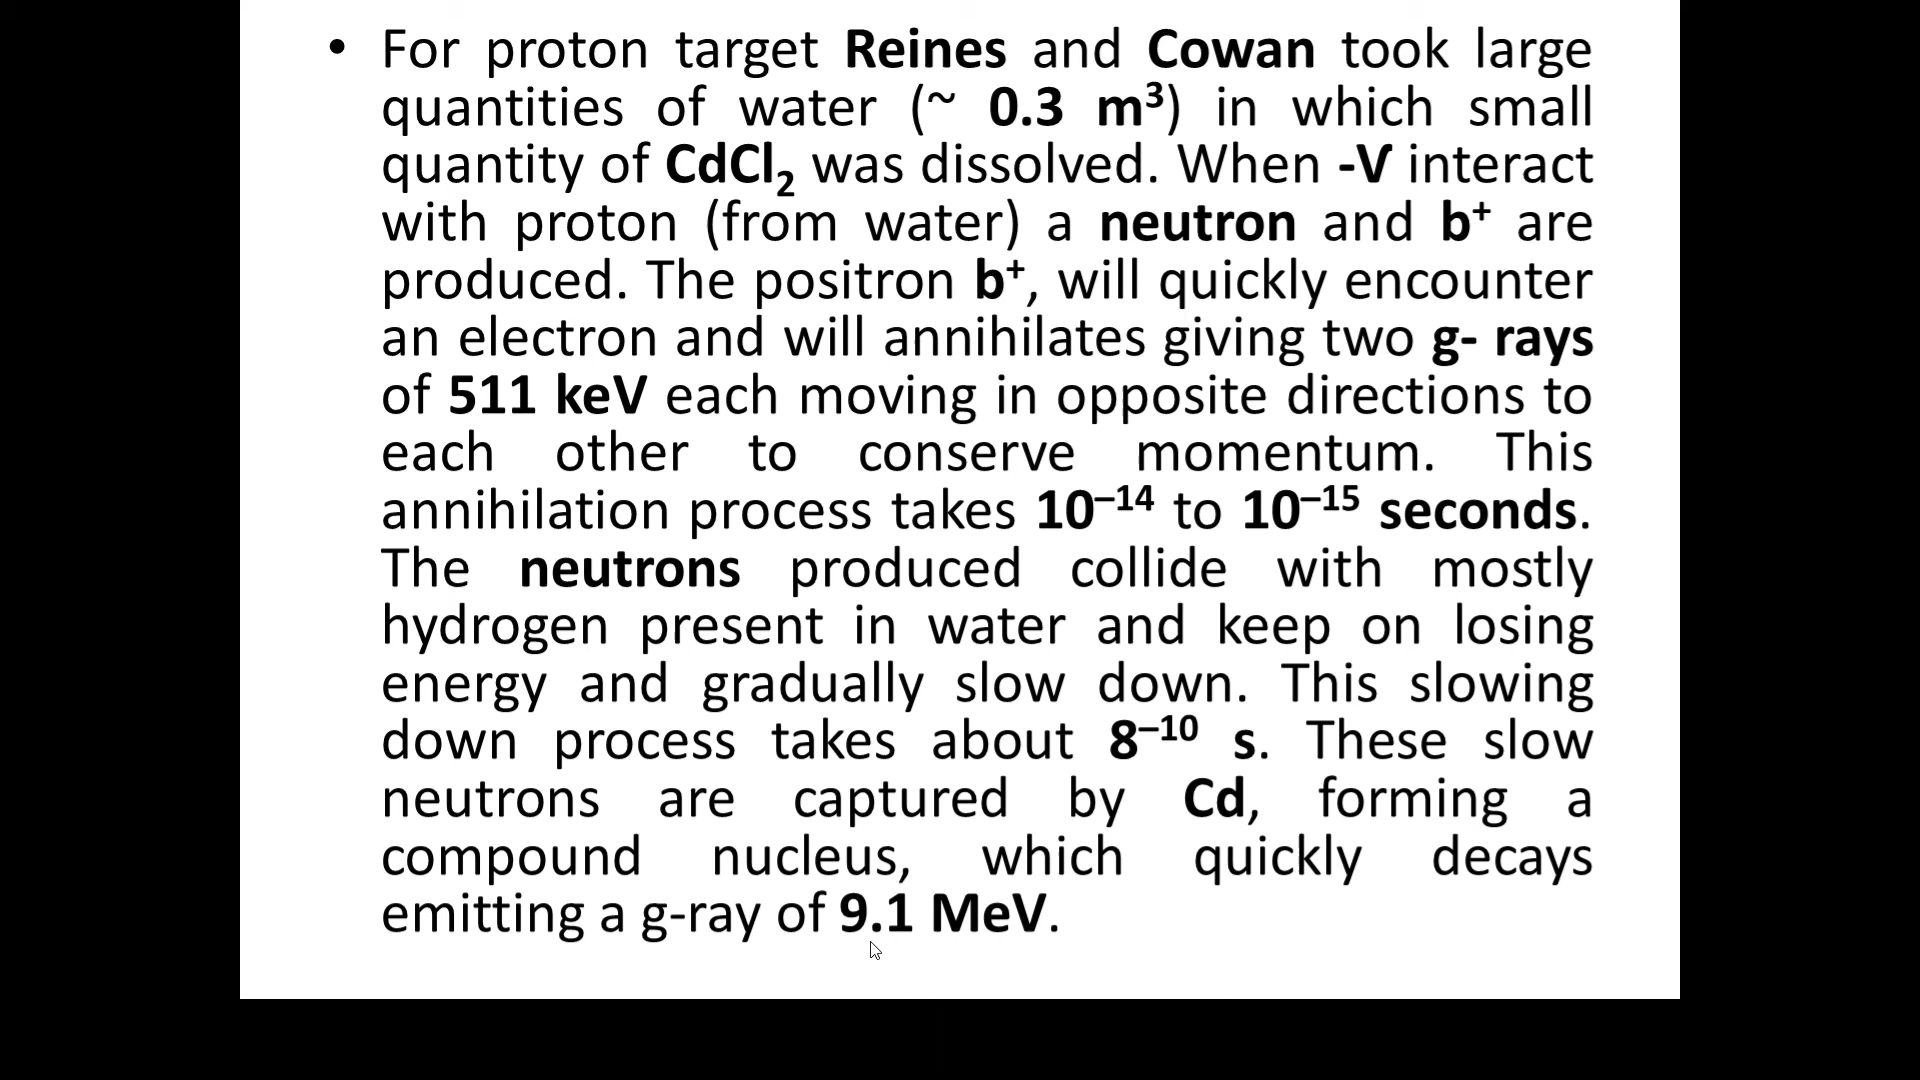 • For proton target Reines and Cowan took large
quantities of water (~ 0.3 m³) in which small
quantity of CdCl₂ was dissolved. When -V interact
with proton (from water) a neutron and b⁺ are
produced. The positron b⁺, will quickly encounter
an electron and will annihilates giving two g- rays
of 511 keV each moving in opposite directions to
each other to conserve momentum. This
annihilation process takes 10⁻¹⁴ to 10⁻¹⁵ seconds.
The neutrons produced collide with mostly
hydrogen present in water and keep on losing
energy and gradually slow down. This slowing
down process takes about 8⁻¹⁰ s. These slow
neutrons are captured by Cd, forming a
compound nucleus, which quickly decays
emitting a g-ray of 9.1 MeV.